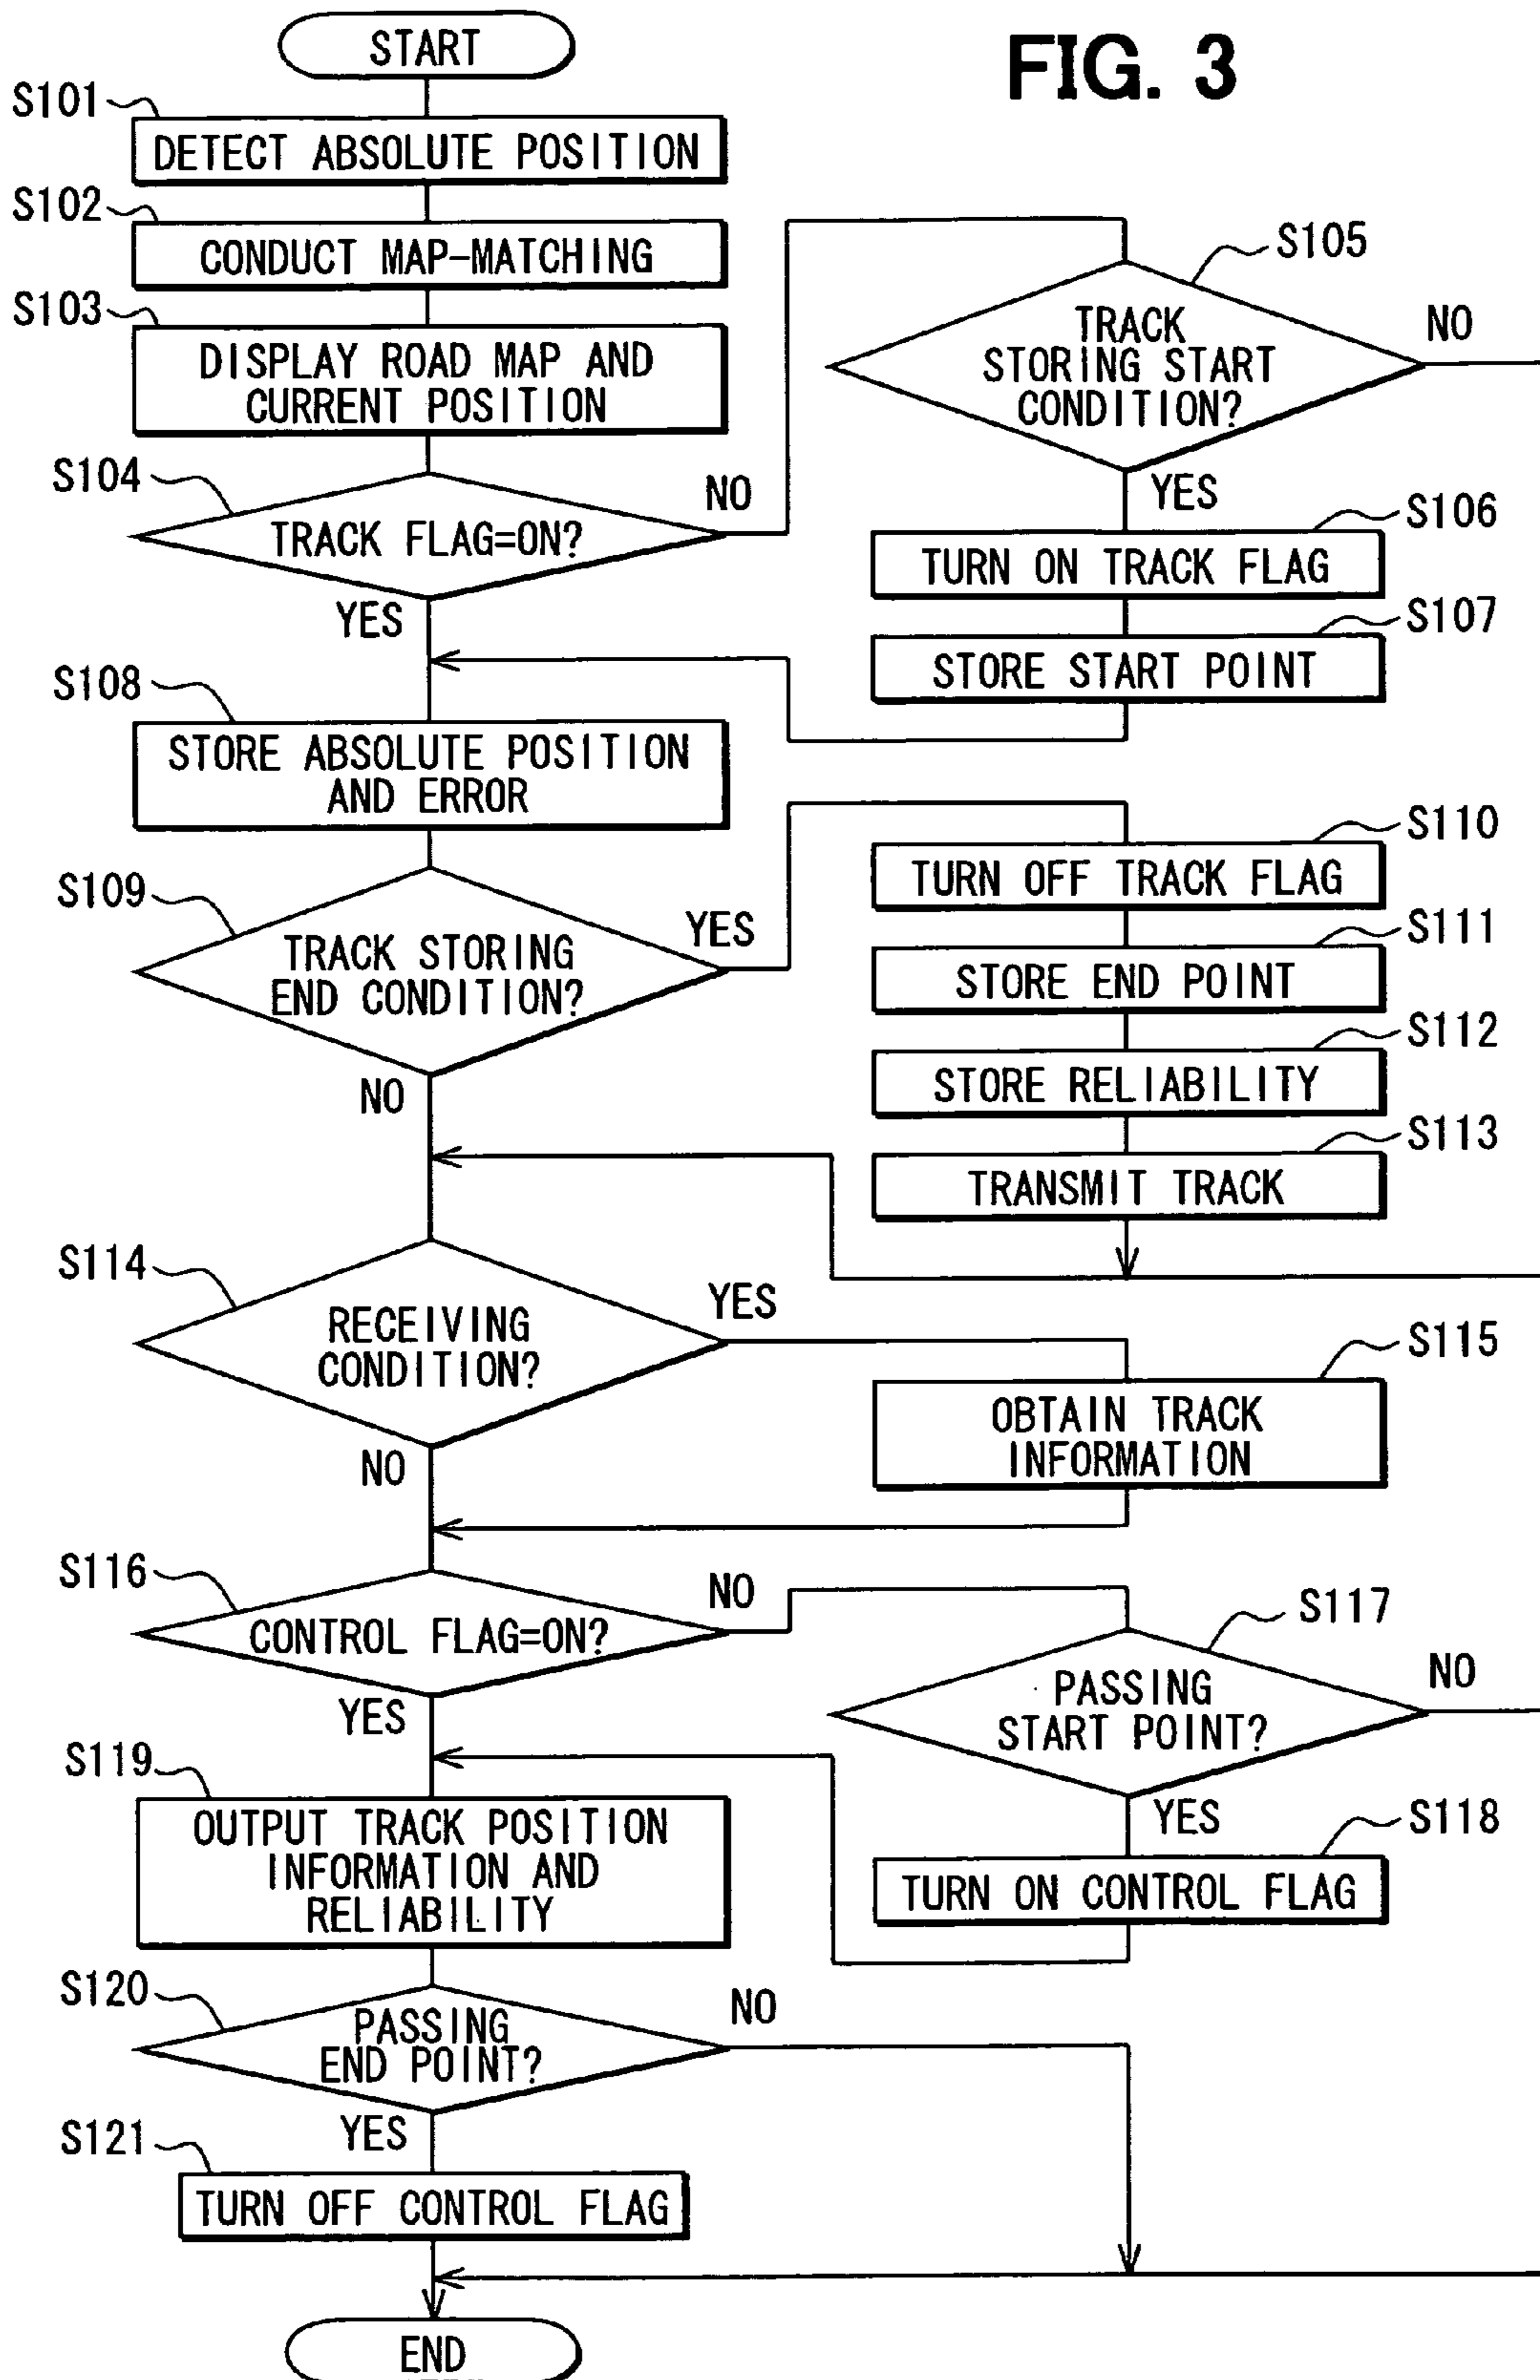 FIG. 3
START
S101
DETECT ABSOLUTE POSITION
S102
CONDUCT MAP-MATCHING
S103
DISPLAY ROAD MAP AND
CURRENT POSITION
S104
TRACK FLAG=ON?
NO
YES
S105
TRACK
STORING START
CONDITION?
NO
YES
S106
TURN ON TRACK FLAG
S107
STORE START POINT
S108
STORE ABSOLUTE POSITION
AND ERROR
S109
TRACK STORING
END CONDITION?
YES
NO
S110
TURN OFF TRACK FLAG
S111
STORE END POINT
S112
STORE RELIABILITY
S113
TRANSMIT TRACK
S114
RECEIVING
CONDITION?
YES
NO
S115
OBTAIN TRACK
INFORMATION
S116
CONTROL FLAG=ON?
NO
YES
S117
PASSING
START POINT?
NO
YES
S118
TURN ON CONTROL FLAG
S119
OUTPUT TRACK POSITION
INFORMATION AND
RELIABILITY
S120
PASSING
END POINT?
NO
YES
S121
TURN OFF CONTROL FLAG
END